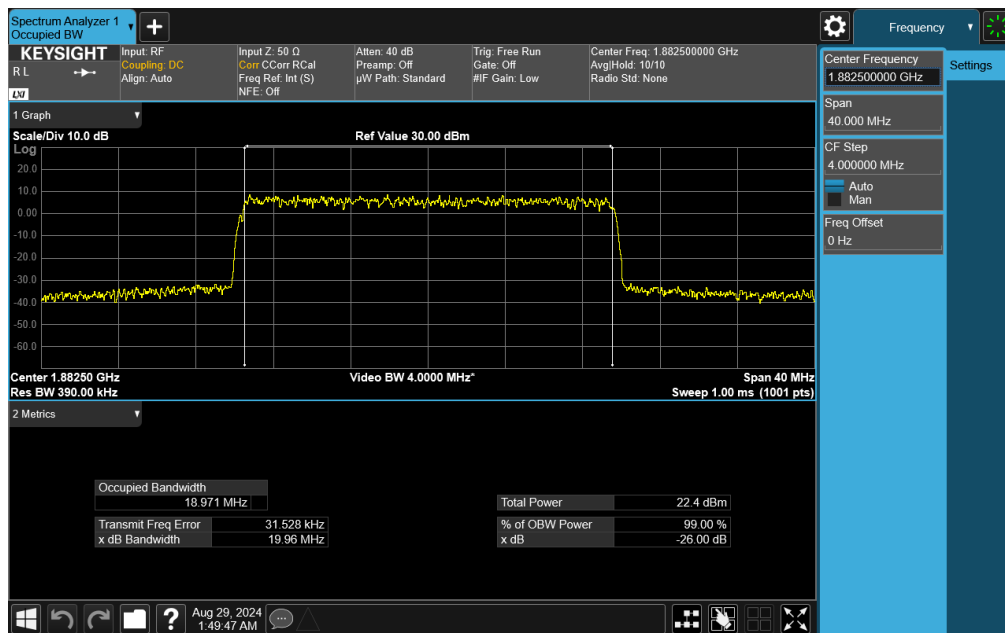 Spectrum Analyzer 1
Occupied BW
Frequency
KEYSIGHT
R L
LXI
Input: RF
Coupling: DC
Align: Auto
Input Z: 50 Ω
Corr CCorr RCal
Freq Ref: Int (S)
NFE: Off
Atten: 40 dB
Preamp: Off
µW Path: Standard
Trig: Free Run
Gate: Off
#IF Gain: Low
Center Freq: 1.882500000 GHz
Avg|Hold: 10/10
Radio Std: None
Center Frequency
1.882500000 GHz
Settings
Span
40.000 MHz
CF Step
4.000000 MHz
Auto
Man
Freq Offset
0 Hz
1 Graph
Scale/Div 10.0 dB
Ref Value 30.00 dBm
Log
20.0
10.0
0.00
-10.0
-20.0
-30.0
-40.0
-50.0
-60.0
Center 1.88250 GHz
Video BW 4.0000 MHz*
Span 40 MHz
Res BW 390.00 kHz
Sweep 1.00 ms (1001 pts)
2 Metrics
Occupied Bandwidth
18.971 MHz
Total Power 22.4 dBm
Transmit Freq Error 31.528 kHz
% of OBW Power 99.00 %
x dB Bandwidth 19.96 MHz
x dB -26.00 dB
?
Aug 29, 2024
1:49:47 AM